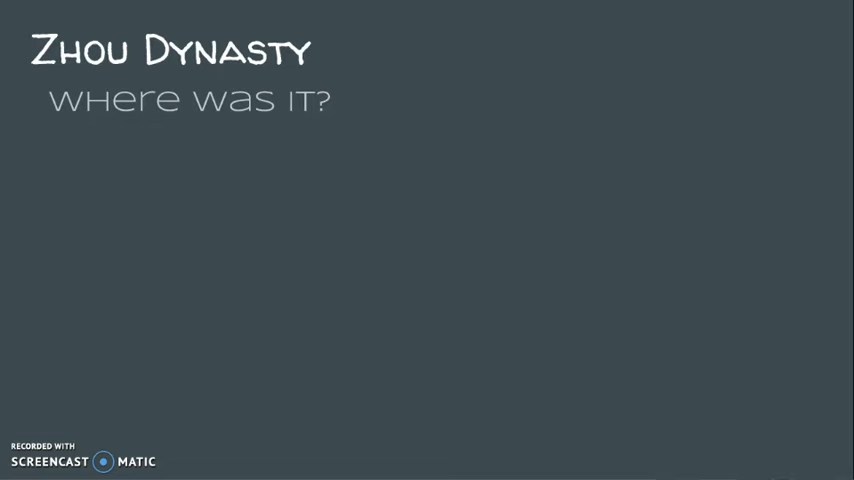 Zhou Dynasty
Where was it?
RECORDED WITH
SCREENCAST MATIC